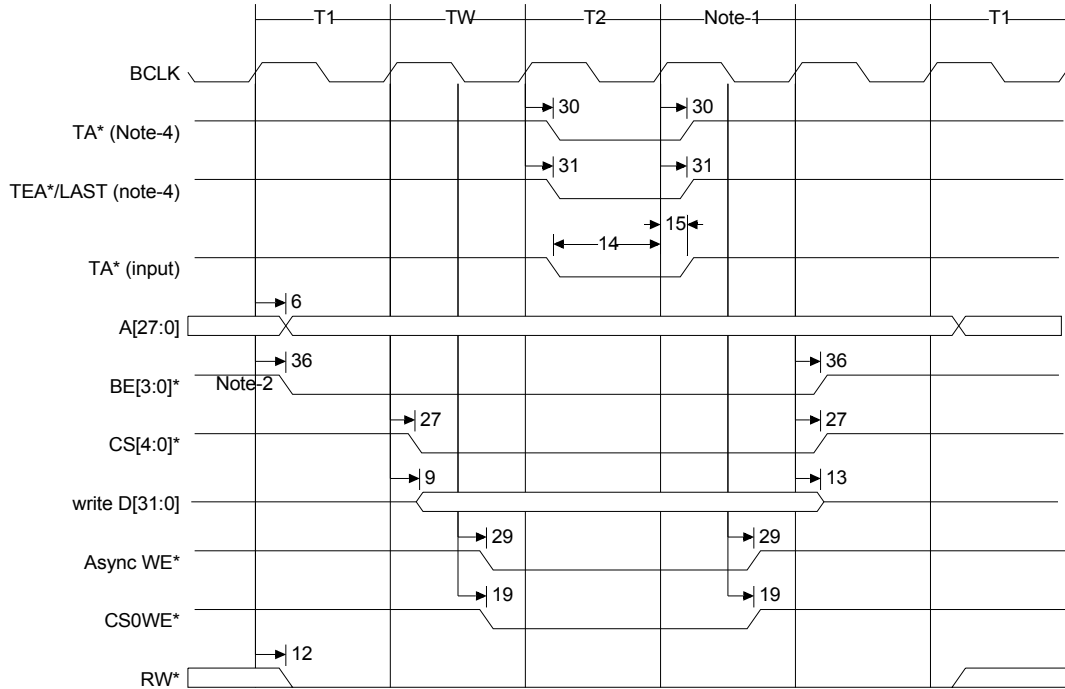 T1 TW T2 Note-1 T1
BCLK
30 30
TA* (Note-4)
31 31
TEA*/LAST (note-4)
15
14
TA* (input)
6
A[27:0]
36 36
BE[3:0]* Note-2
27 27
CS[4:0]*
9 13
write D[31:0]
29 29
Async WE*
19 19
CS0WE*
12
RW*